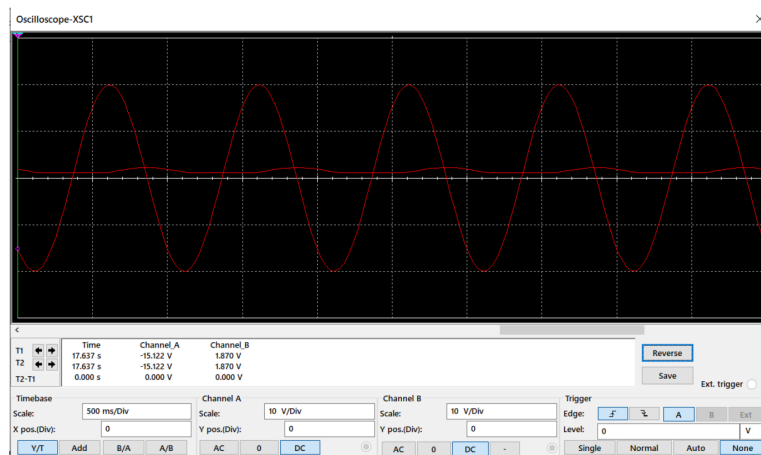 Oscilloscope-XSC1
Time Channel_A Channel_B
T1 17.637 s -15.122 V 1.870 V
T2 17.637 s -15.122 V 1.870 V
T2-T1 0.000 s 0.000 V 0.000 V
Reverse
Save
Ext. trigger
Timebase
Scale: 500 ms/Div
X pos.(Div): 0
Y/T Add B/A A/B
Channel A
Scale: 10 V/Div
Y pos.(Div): 0
AC 0 DC
Channel B
Scale: 10 V/Div
Y pos.(Div): 0
AC 0 DC -
Trigger
Edge: A B Ext
Level: 0 V
Single Normal Auto None